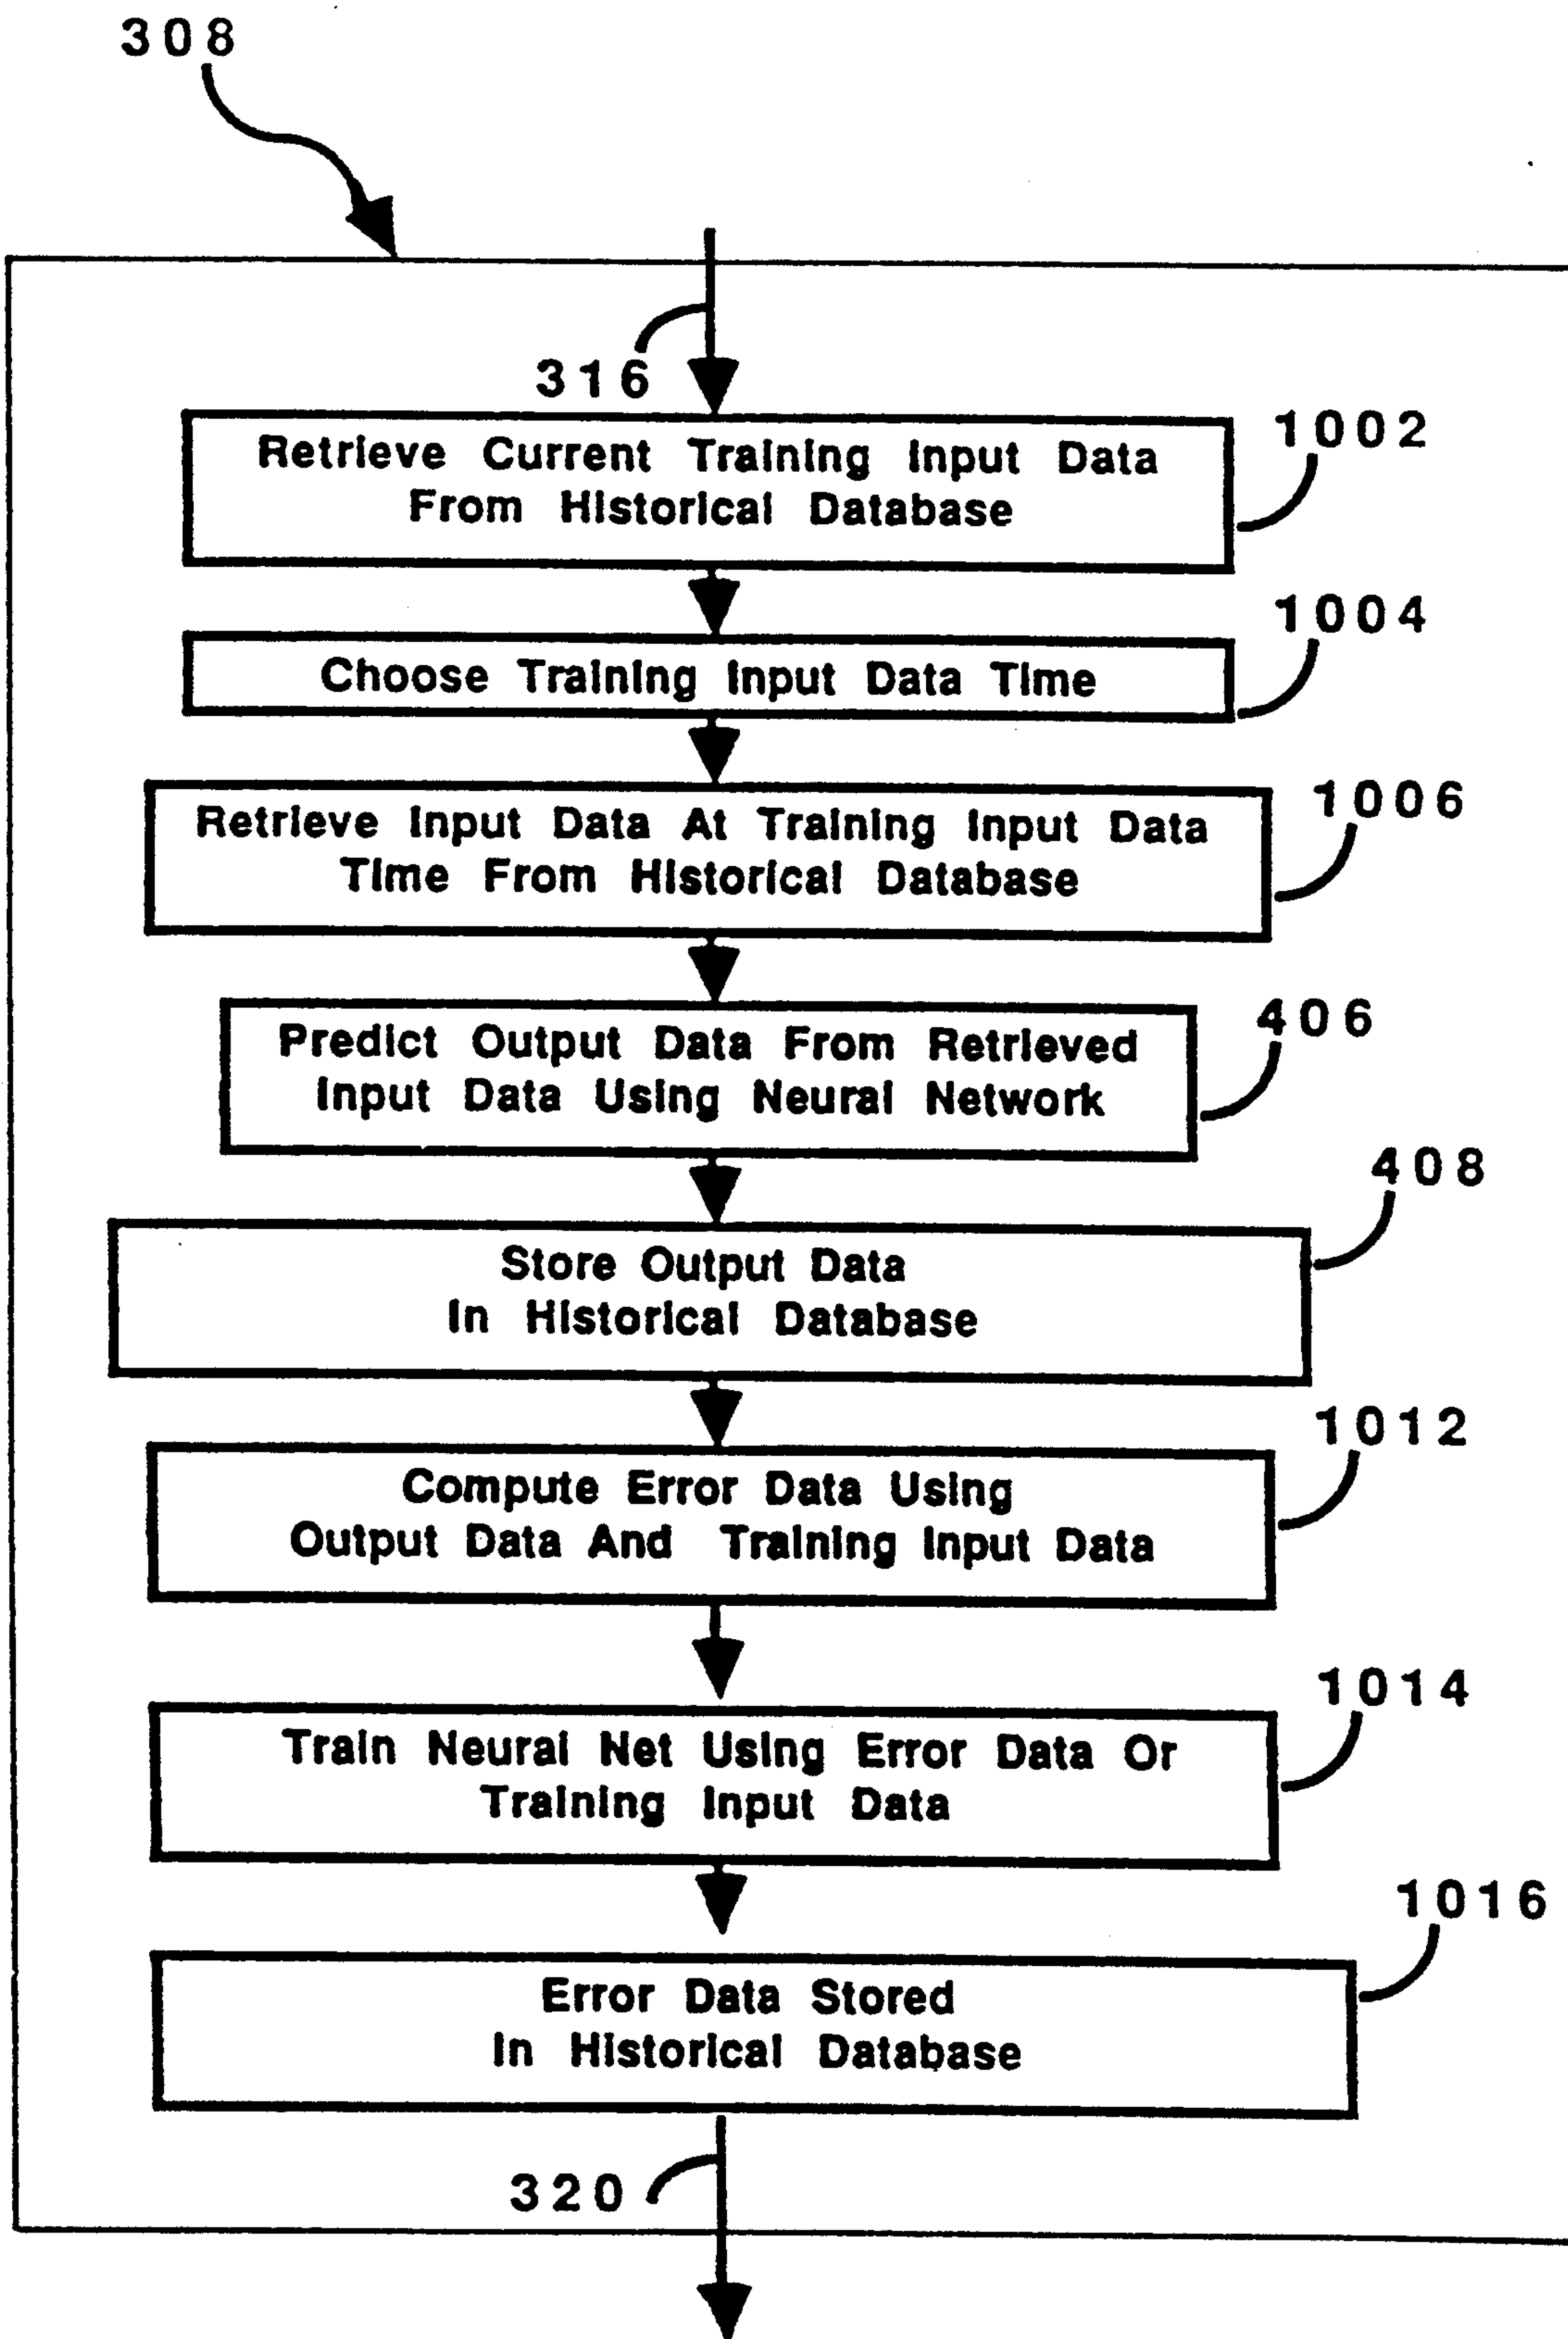 308
316
Retrieve Current Training Input Data
From Historical Database
1002
Choose Training Input Data Time
1004
Retrieve Input Data At Training Input Data
Time From Historical Database
1006
Predict Output Data From Retrieved
Input Data Using Neural Network
406
Store Output Data
In Historical Database
408
Compute Error Data Using
Output Data And Training Input Data
1012
Train Neural Net Using Error Data Or
Training Input Data
1014
Error Data Stored
In Historical Database
1016
320